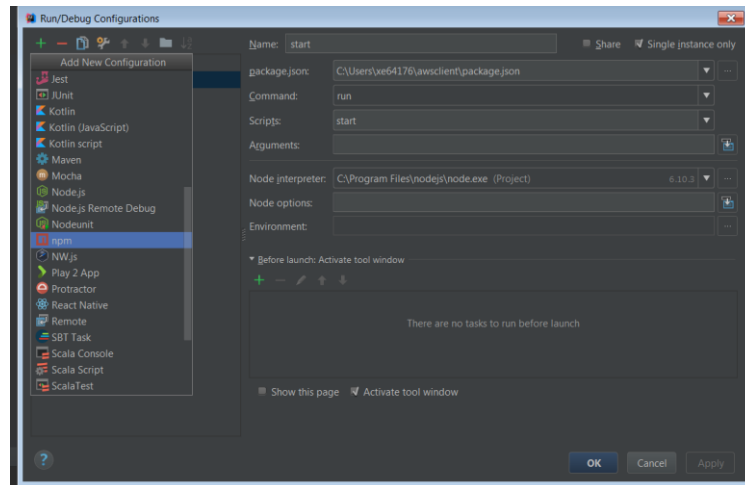 Run/Debug Configurations
Name: start
Share
Single instance only
Add New Configuration
Jest
JUnit
Kotlin
Kotlin (JavaScript)
Kotlin script
Maven
Mocha
Node.js
Node.js Remote Debug
Nodeunit
npm
NW.js
Play 2 App
Protractor
React Native
Remote
SBT Task
Scala Console
Scala Script
ScalaTest
package.json: C:\Users\xe64176\awsclient\package.json
Command: run
Scripts: start
Arguments:
Node interpreter: C:\Program Files\nodejs\node.exe (Project) 6.10.3
Node options:
Environment:
Before launch: Activate tool window
There are no tasks to run before launch
Show this page
Activate tool window
?
OK
Cancel
Apply